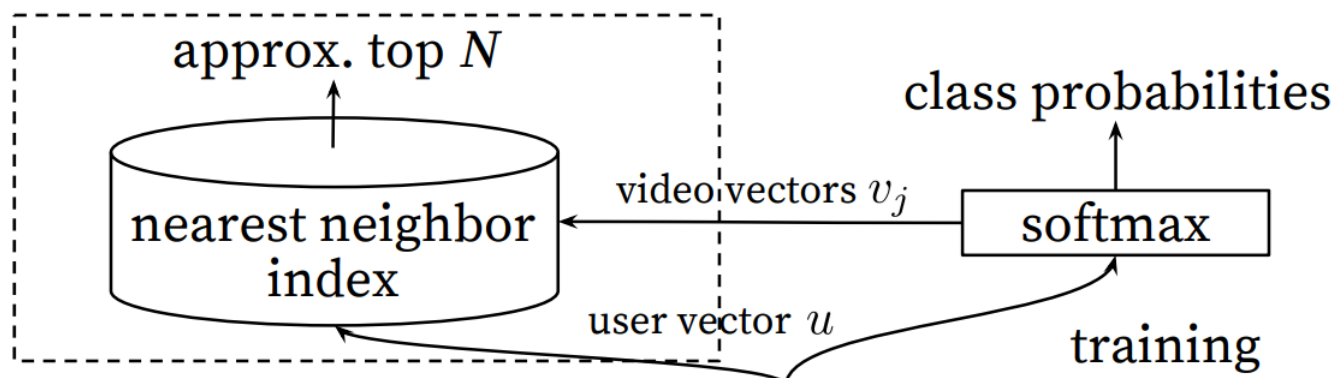 approx. top N
class probabilities
video vectors v_j
nearest neighbor
index
softmax
user vector u
training